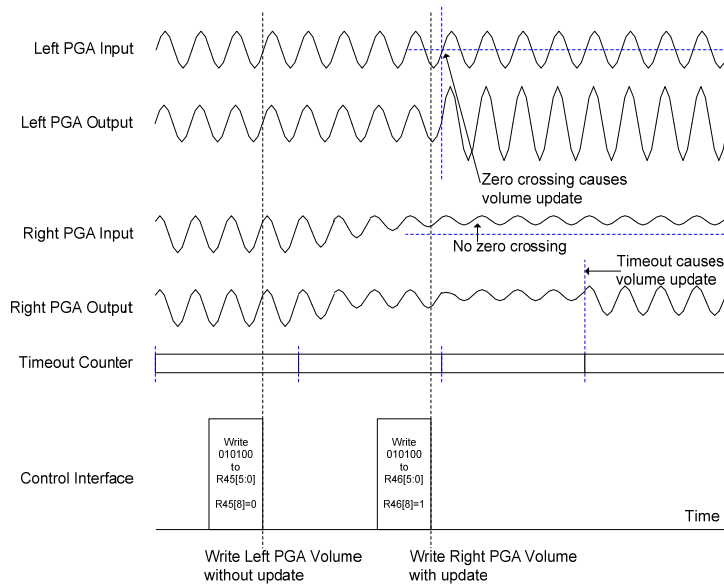 Left PGA Input
Left PGA Output
Zero crossing causes
volume update
Right PGA Input
No zero crossing
Timeout causes
volume update
Right PGA Output
Timeout Counter
Control Interface
Write
010100
to
R45[5:0]
R45[8]=0
Write
010100
to
R46[5:0]
R46[8]=1
Time
Write Left PGA Volume
without update
Write Right PGA Volume
with update